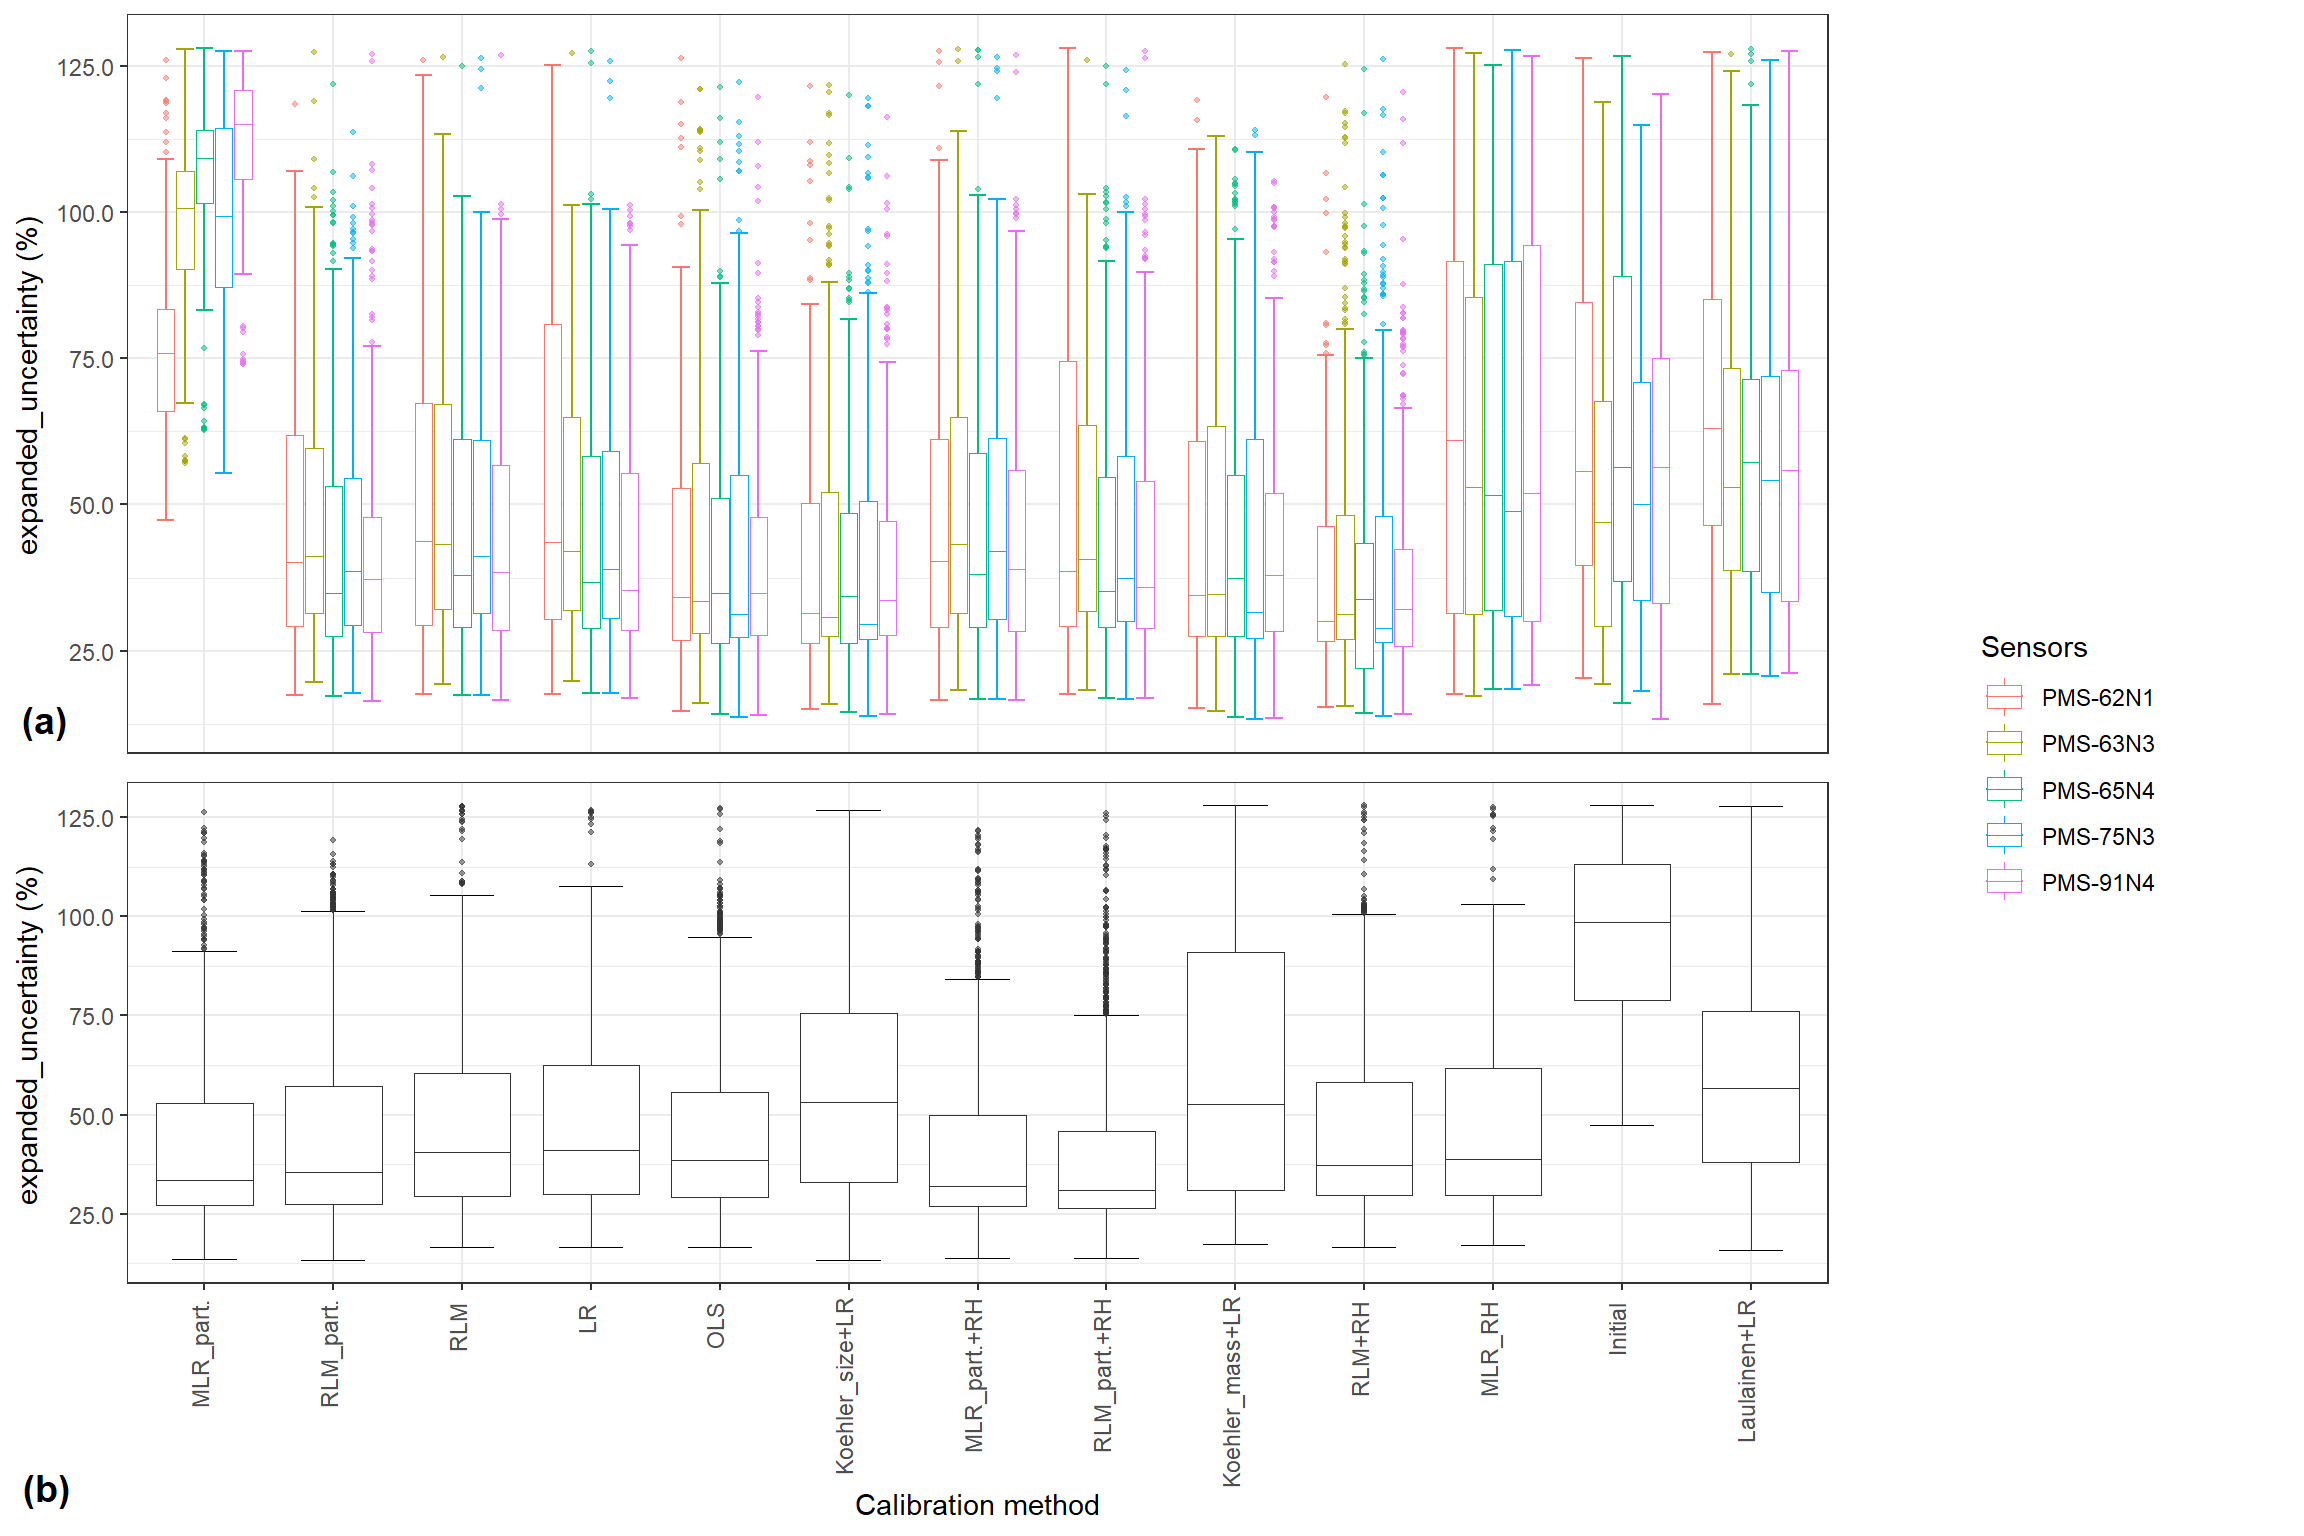 expanded_uncertainty (%)
125.0
100.0
75.0
50.0
25.0
(a)
Sensors
PMS-62N1
PMS-63N3
PMS-65N4
PMS-75N3
PMS-91N4
expanded_uncertainty (%)
125.0
100.0
75.0
50.0
25.0
MLR_part.
RLM_part.
RLM
LR
OLS
Koehler_size+LR
MLR_part.+RH
RLM_part.+RH
Koehler_mass+LR
RLM+RH
MLR_RH
Initial
Laulainen+LR
(b)
Calibration method